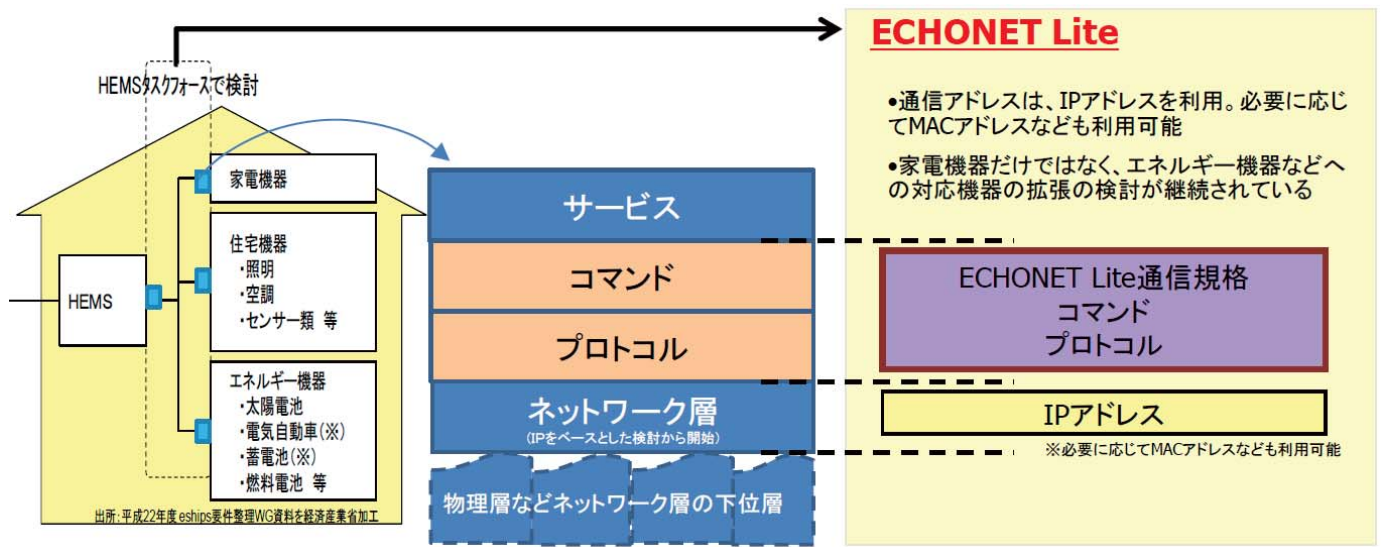 HEMSタスクフォースで検討
家電機器
住宅機器
・照明
・空調
・センサー類 等
HEMS
エネルギー機器
・太陽電池
・電気自動車(※)
・蓄電池(※)
・燃料電池 等
出所:平成22年度 eships要件整理WG資料を経済産業省加工
サービス
コマンド
プロトコル
ネットワーク層
(IPをベースとした検討から開始)
物理層などネットワーク層の下位層
ECHONET Lite
•通信アドレスは、IPアドレスを利用。必要に応じ
てMACアドレスなども利用可能
•家電機器だけではなく、エネルギー機器などへ
の対応機器の拡張の検討が継続されている
ECHONET Lite通信規格
コマンド
プロトコル
IPアドレス
※必要に応じてMACアドレスなども利用可能